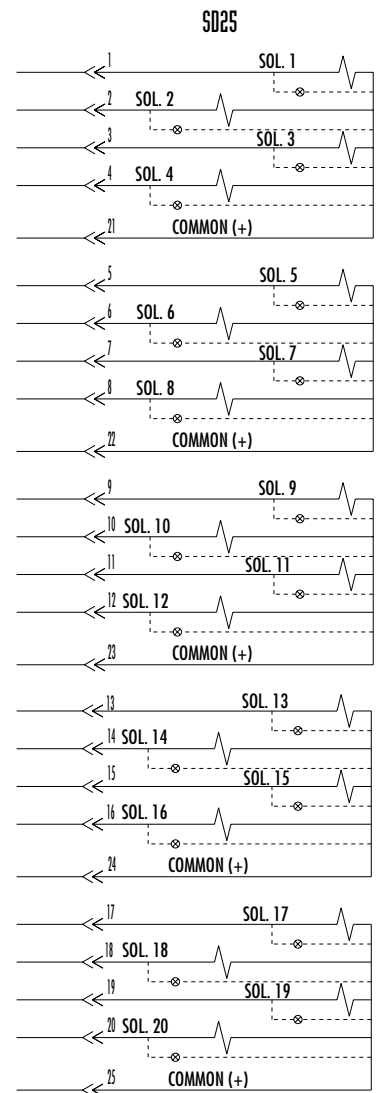 SD25
1 SOL. 1
2 SOL. 2
3 SOL. 3
4 SOL. 4
21 COMMON (+)
5 SOL. 5
6 SOL. 6
7 SOL. 7
8 SOL. 8
22 COMMON (+)
9 SOL. 9
10 SOL. 10
11 SOL. 11
12 SOL. 12
23 COMMON (+)
13 SOL. 13
14 SOL. 14
15 SOL. 15
16 SOL. 16
24 COMMON (+)
17 SOL. 17
18 SOL. 18
19 SOL. 19
20 SOL. 20
25 COMMON (+)